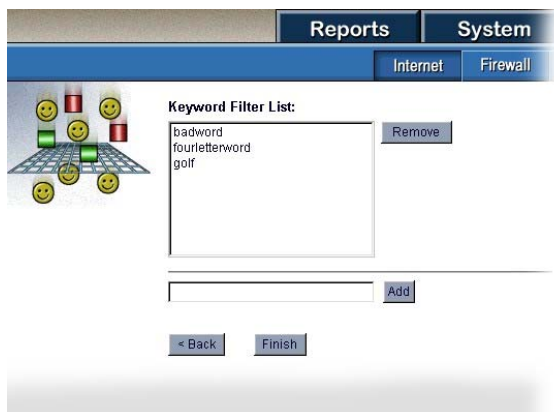 Reports System
Internet Firewall
Keyword Filter List:
badword Remove
fourletterword
golf
Add
< Back Finish